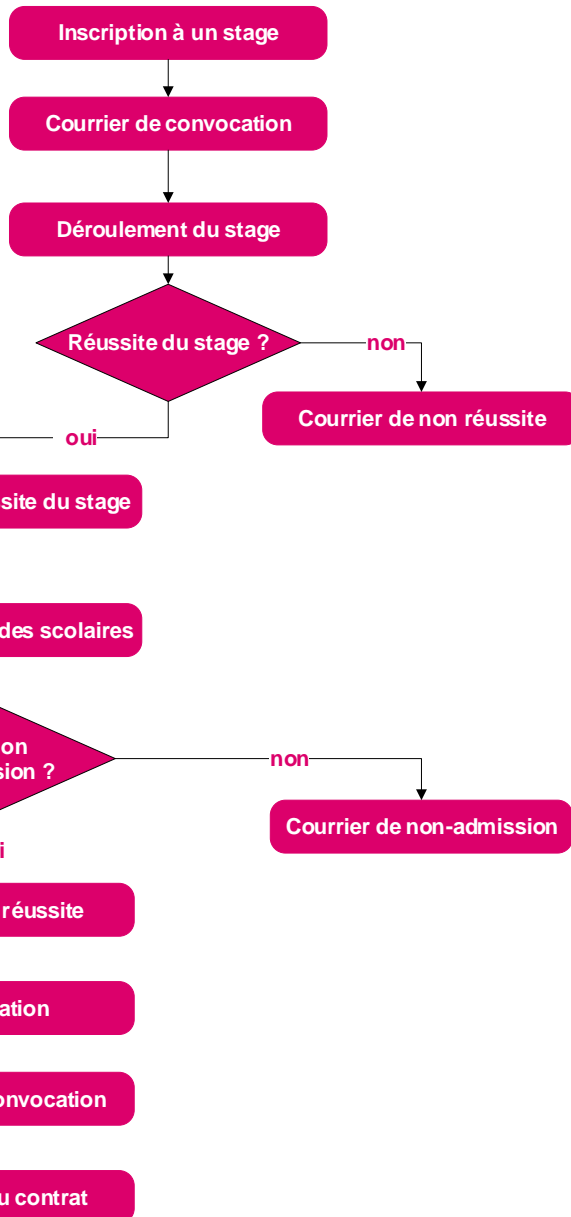 Inscription à un stage
Courrier de convocation
Déroulement du stage
Réussite du stage ?
non
Courrier de non réussite
oui
site du stage
des scolaires
on
sion ?
non
Courrier de non-admission
i
réussite
ation
onvocation
u contrat